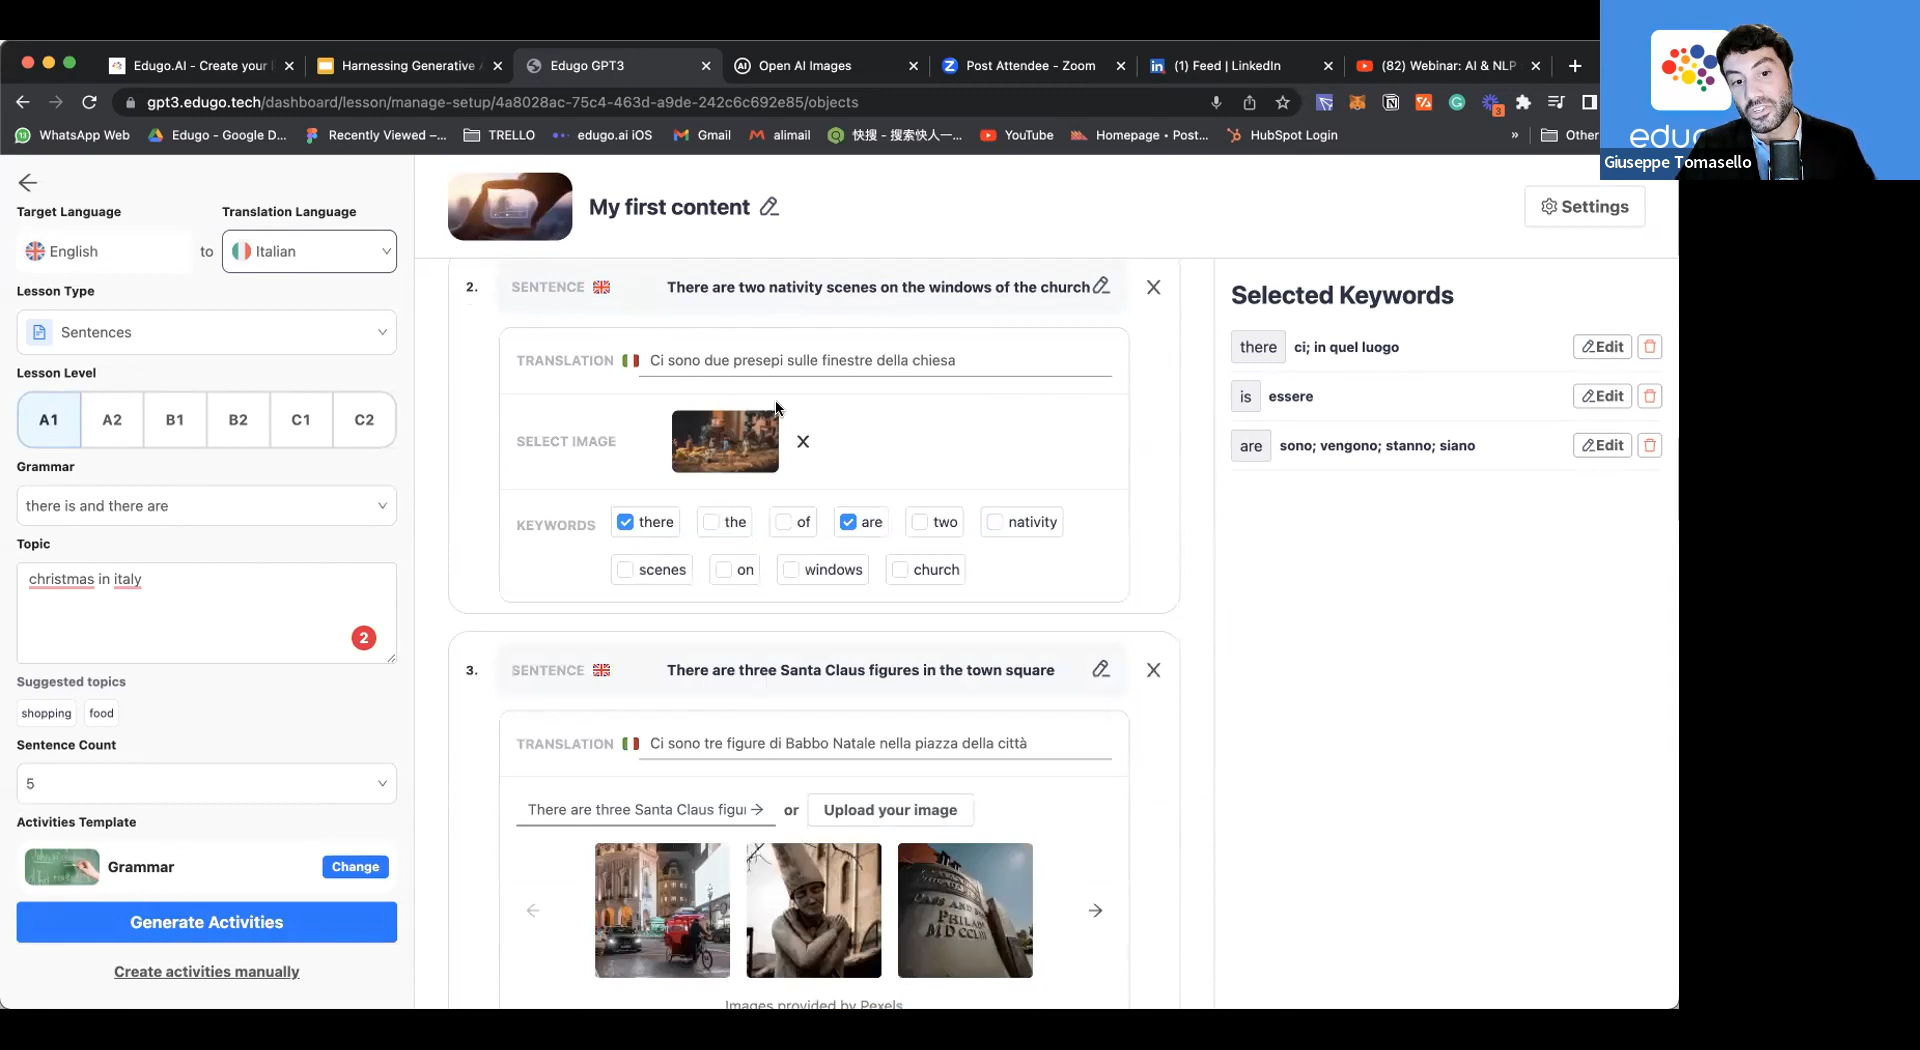 Edugo.AI - Create your
Harnessing Generative
Edugo GPT3
Open AI Images
Post Attendee - Zoom
(1) Feed | LinkedIn
(82) Webinar: AI & NLP
gpt3.edugo.tech/dashboard/lesson/manage-setup/4a8028ac-75c4-463d-a9de-242c6c692e85/objects
3
13
WhatsApp Web
Edugo - Google D...
Recently Viewed –...
TRELLO
edugo.ai iOS
Gmail
alimail
快搜 - 搜索快人一...
YouTube
Homepage • Post...
HubSpot Login
»
Other
edugo
Giuseppe Tomasello
Target Language
Translation Language
English
to
Italian
Lesson Type
Sentences
Lesson Level
A1 A2 B1 B2 C1 C2
Grammar
there is and there are
Topic
christmas in italy
2
Suggested topics
shopping food
Sentence Count
5
Activities Template
Grammar
Change
Generate Activities
Create activities manually
My first content
Settings
2. SENTENCE There are two nativity scenes on the windows of the church
TRANSLATION Ci sono due presepi sulle finestre della chiesa
SELECT IMAGE
KEYWORDS there the of are two nativity
scenes on windows church
3. SENTENCE There are three Santa Claus figures in the town square
TRANSLATION Ci sono tre figure di Babbo Natale nella piazza della città
There are three Santa Claus figu
or
Upload your image
Images provided by Pexels
Selected Keywords
there ci; in quel luogo Edit
is essere Edit
are sono; vengono; stanno; siano Edit